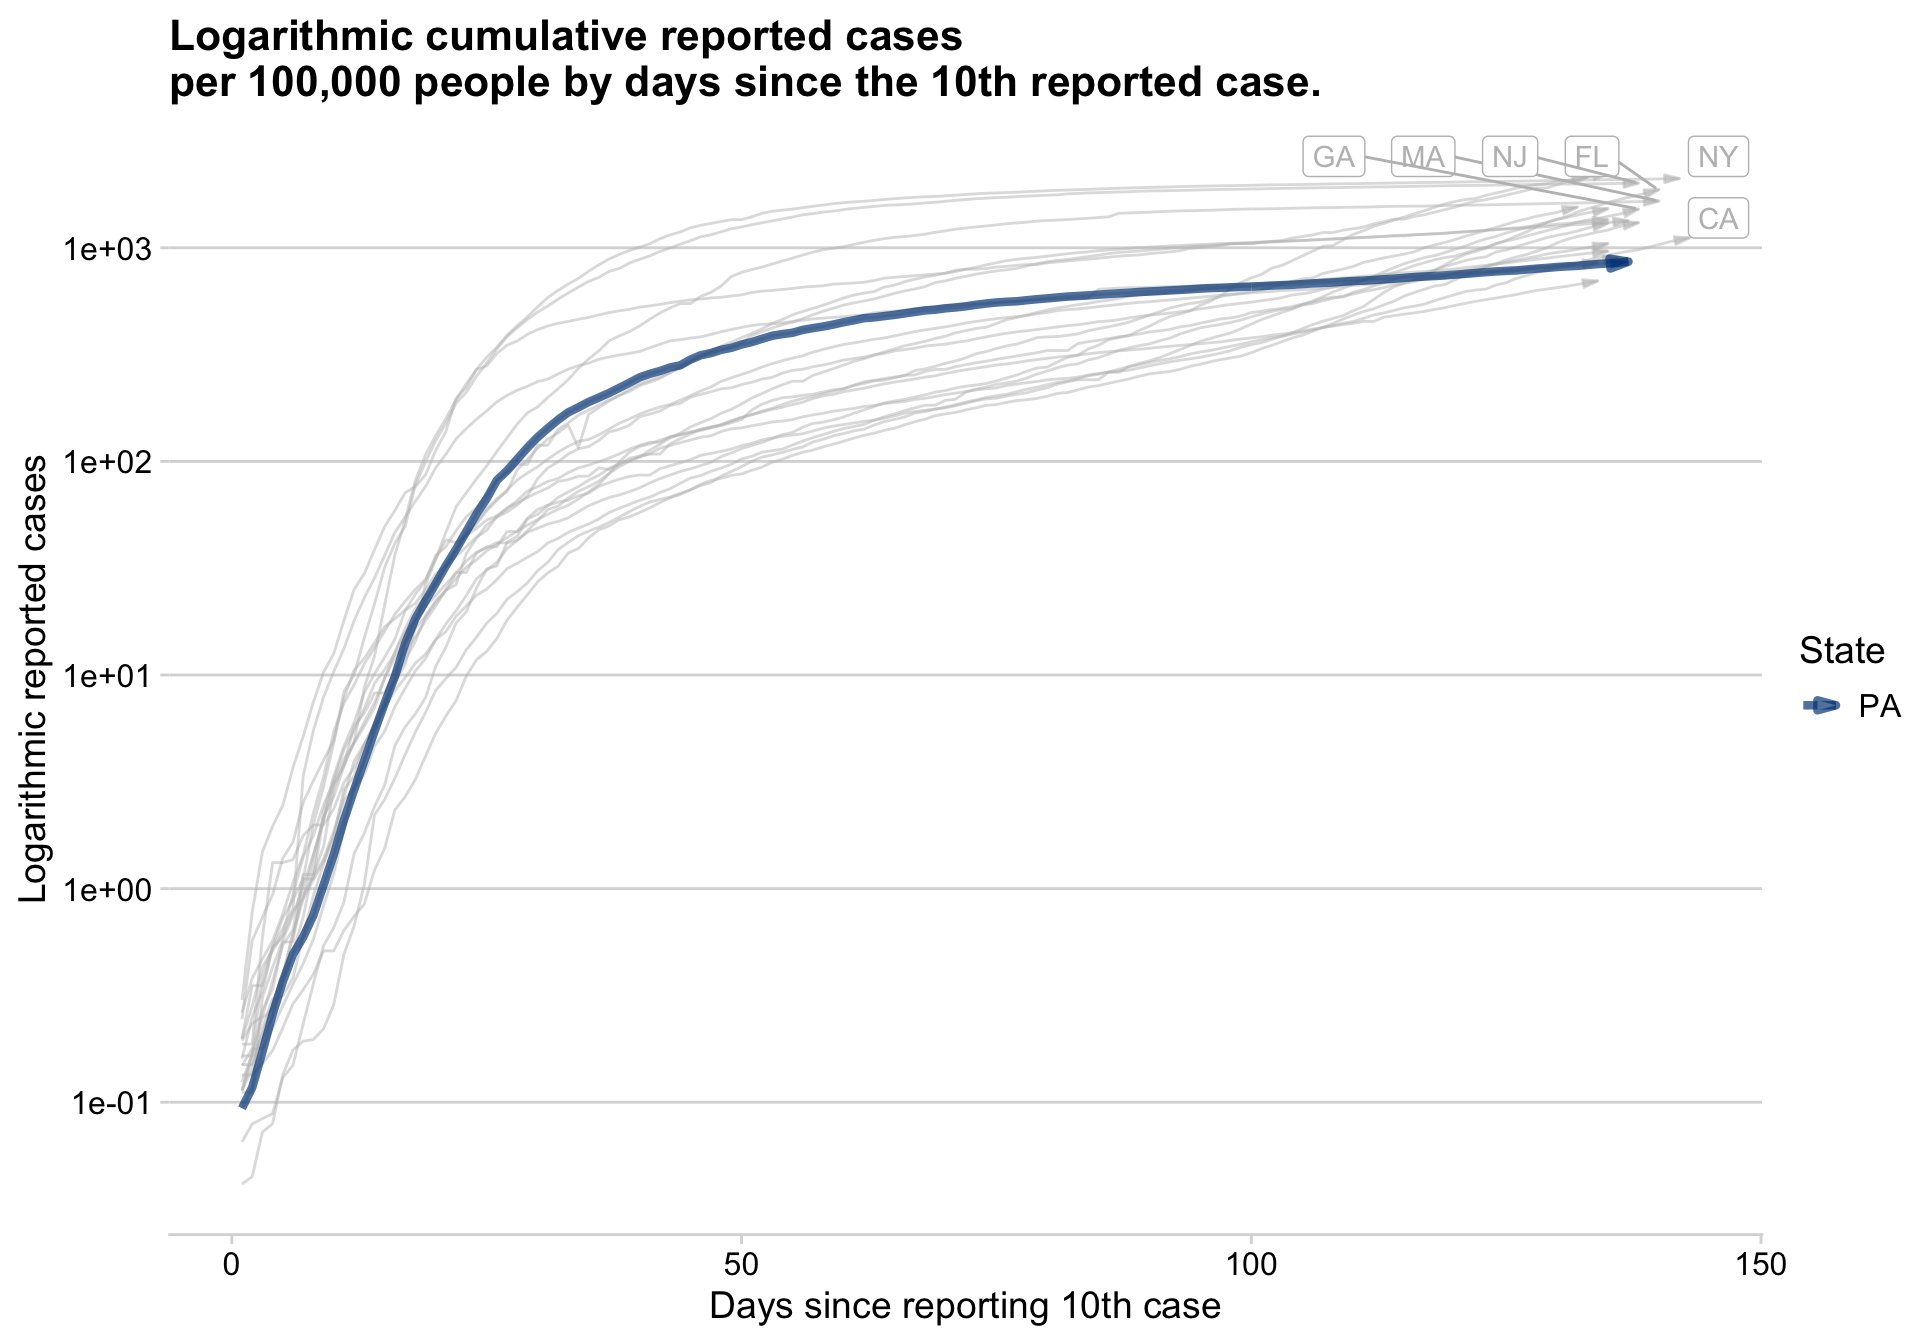 Logarithmic cumulative reported cases
per 100,000 people by days since the 10th reported case.
GA MA NJ FL NY
CA
1e+03
1e+02
1e+01
1e+00
1e-01
Logarithmic reported cases
0 50 100 150
Days since reporting 10th case
State
PA